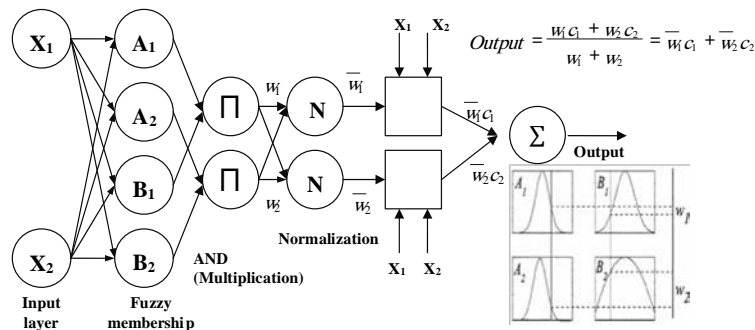 X₁
A₁
A₂
B₁
X₂
B₂
Input
layer
Fuzzy
membership
Π
Π
AND
(Multiplication)
w₁
w₂
N
N
Normalization
w̅₁
w̅₂
X₁ X₂
X₁ X₂
w̅₁c₁
w̅₂c₂
Σ
Output
Output = (w₁c₁ + w₂c₂) / (w₁ + w₂) = w̅₁c₁ + w̅₂c₂
A₁ B₁
w₁
A₂ B₂
w₂